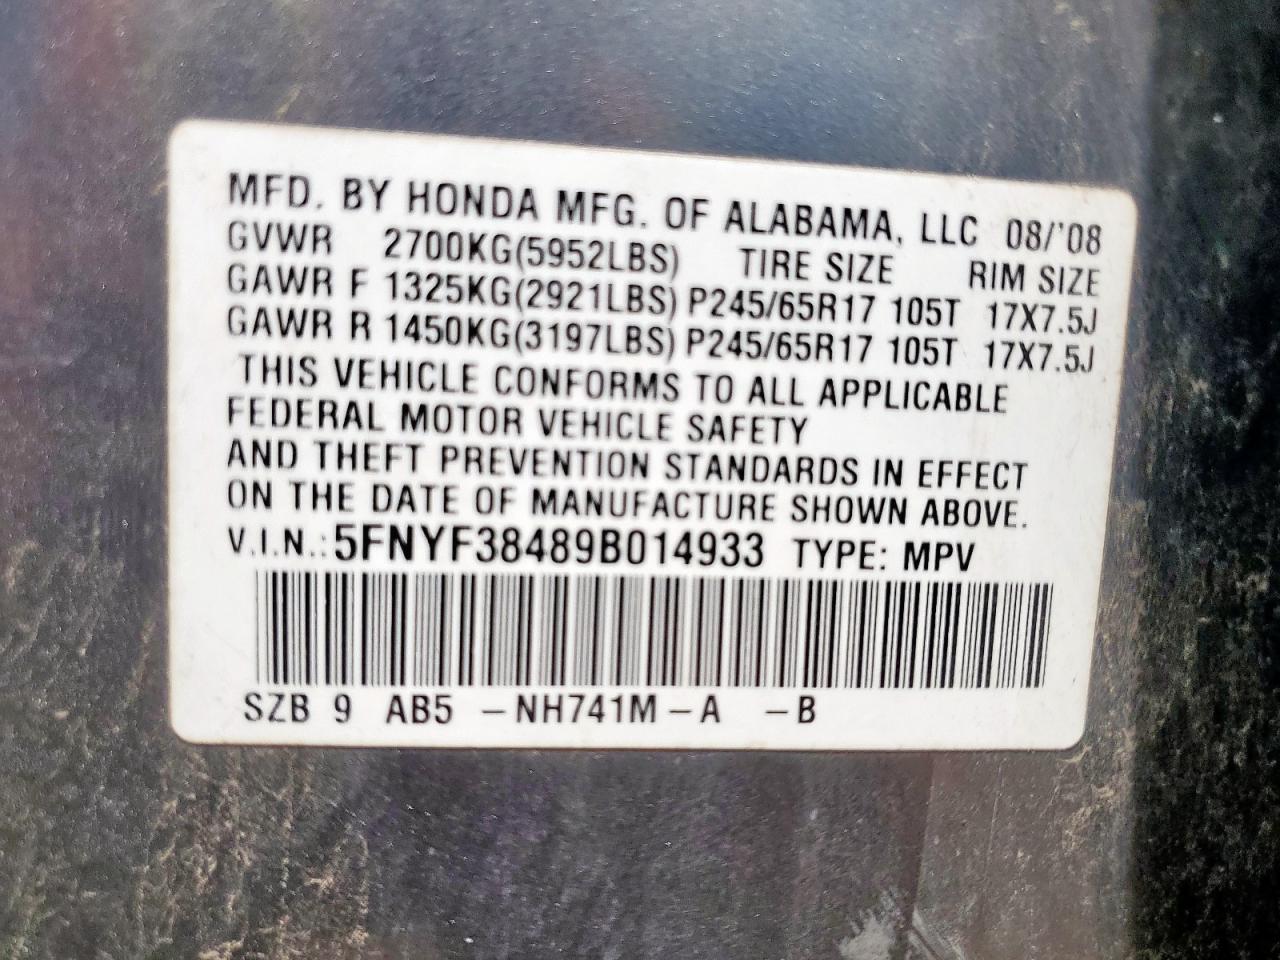 MFD. BY HONDA MFG. OF ALABAMA, LLC 08/'08
GVWR 2700KG(5952LBS) TIRE SIZE RIM SIZE
GAWR F 1325KG(2921LBS) P245/65R17 105T 17X7.5J
GAWR R 1450KG(3197LBS) P245/65R17 105T 17X7.5J
THIS VEHICLE CONFORMS TO ALL APPLICABLE
FEDERAL MOTOR VEHICLE SAFETY
AND THEFT PREVENTION STANDARDS IN EFFECT
ON THE DATE OF MANUFACTURE SHOWN ABOVE.
V.I.N.: 5FNYF38489B014933 TYPE: MPV
SZB 9 AB5 -NH741M-A -B